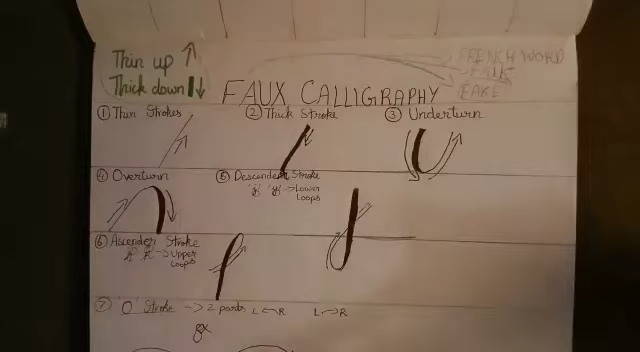 Thin up
Thick down
FRENCH WORD
FAKE
FAUX CALLIGRAPHY
① Thin Strokes
② Thick Stroke
③ Underturn
④ Overturn
⑤ Descender Stroke
→ Lower
Loops
⑥ Ascender Stroke
→ Upper
Loops
⑦ 'O' Stroke → 2 parts L R L R
8x